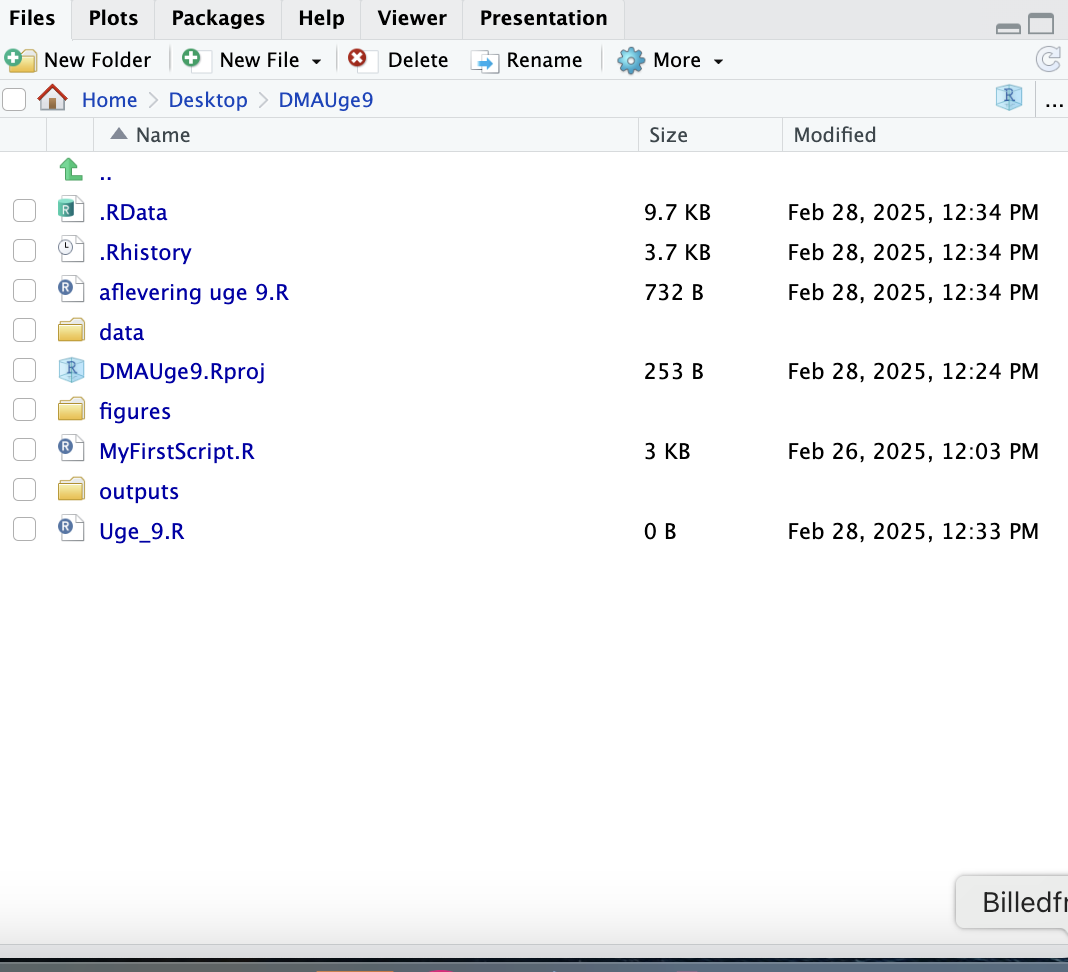 Files Plots Packages Help Viewer Presentation
New Folder New File Delete Rename More
Home Desktop DMAUge9 R ...
Name Size Modified
..
.RData 9.7 KB Feb 28, 2025, 12:34 PM
.Rhistory 3.7 KB Feb 28, 2025, 12:34 PM
aflevering uge 9.R 732 B Feb 28, 2025, 12:34 PM
data
DMAUge9.Rproj 253 B Feb 28, 2025, 12:24 PM
figures
MyFirstScript.R 3 KB Feb 26, 2025, 12:03 PM
outputs
Uge_9.R 0 B Feb 28, 2025, 12:33 PM